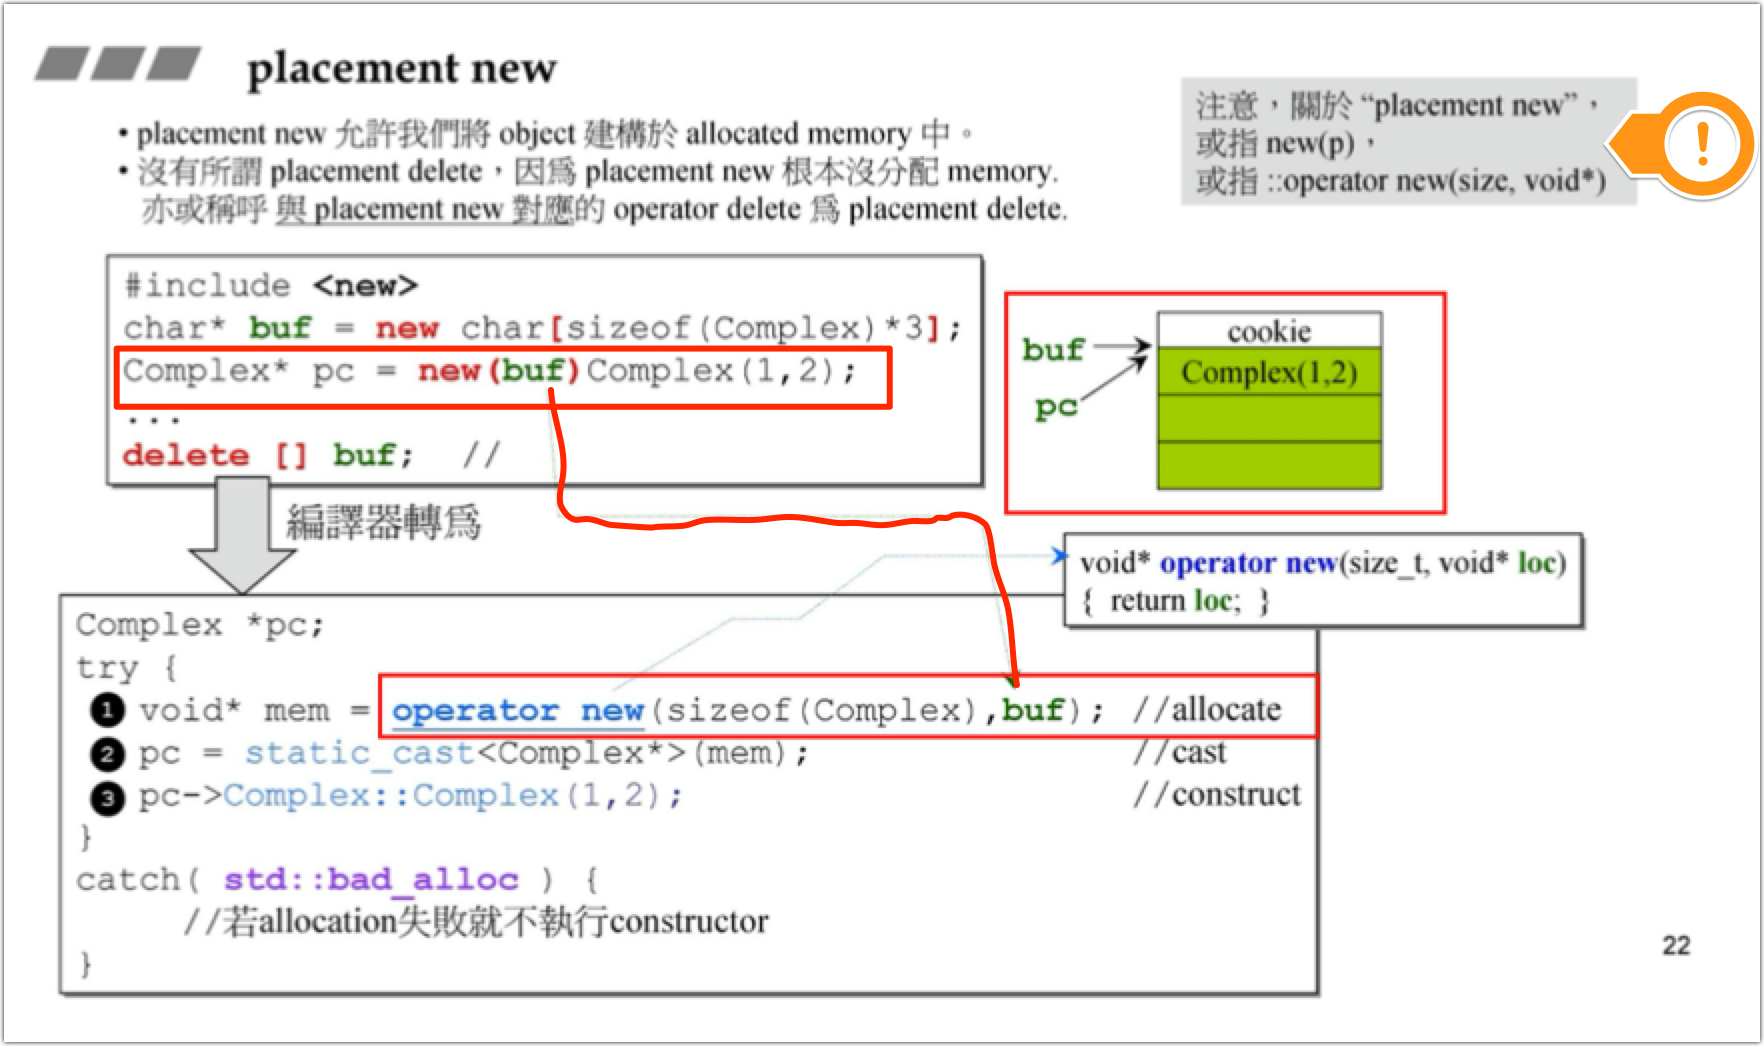 placement new
• placement new 允許我們將 object 建構於 allocated memory 中。
• 沒有所謂 placement delete，因爲 placement new 根本沒分配 memory.
亦或稱呼 與 placement new 對應的 operator delete 爲 placement delete.
注意，關於 “placement new”，
或指 new(p)，
或指 ::operator new(size, void*)
!
#include <new>
char* buf = new char[sizeof(Complex)*3];
Complex* pc = new(buf)Complex(1,2);
...
delete [] buf;  //
buf
pc
cookie
Complex(1,2)
編譯器轉爲
void* operator new(size_t, void* loc)
{ return loc; }
Complex *pc;
try {
1 void* mem = operator new(sizeof(Complex),buf); //allocate
2 pc = static_cast<Complex*>(mem); //cast
3 pc->Complex::Complex(1,2); //construct
}
catch( std::bad_alloc ) {
//若allocation失敗就不執行constructor
}
22